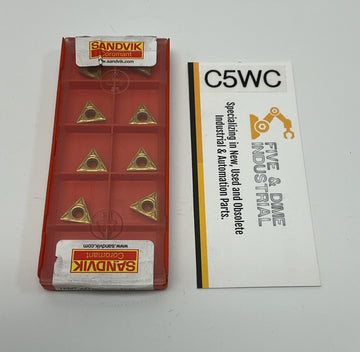 SANDVIK
Coromant
www.sandvik.com
C5WC
Specializing in New, Used and Obsolete
Industrial & Automation Parts.
FIVE & DIME
INDUSTRIAL
www.sandvik.com
Coromant
SANDVIK